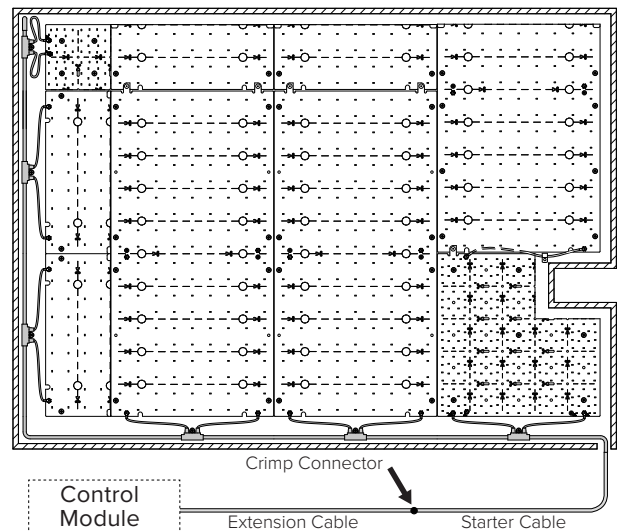 Crimp Connector
Control
Module
Extension Cable
Starter Cable